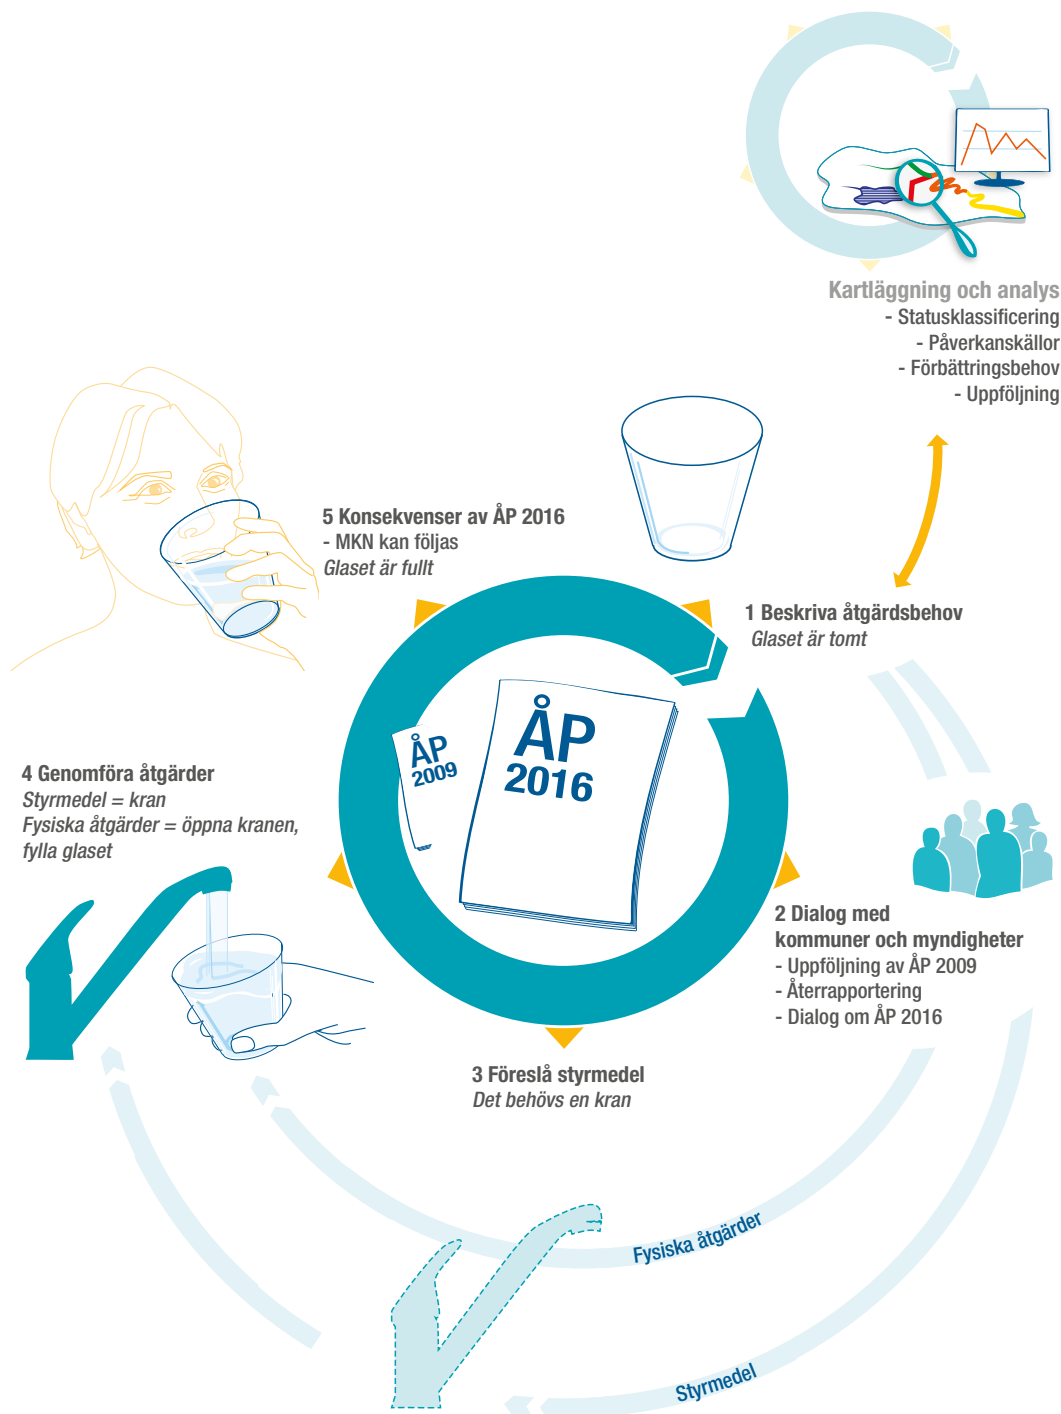 Kartläggning och analys
- Statusklassificering
- Påverkanskällor
- Förbättringsbehov
- Uppföljning
5 Konsekvenser av ÅP 2016
- MKN kan följas
Glaset är fullt
1 Beskriva åtgärdsbehov
Glaset är tomt
ÅP
2009
ÅP
2016
4 Genomföra åtgärder
Styrmedel = kran
Fysiska åtgärder = öppna kranen,
fylla glaset
2 Dialog med
kommuner och myndigheter
- Uppföljning av ÅP 2009
- Återrapportering
- Dialog om ÅP 2016
3 Föreslå styrmedel
Det behövs en kran
Fysiska åtgärder
Styrmedel